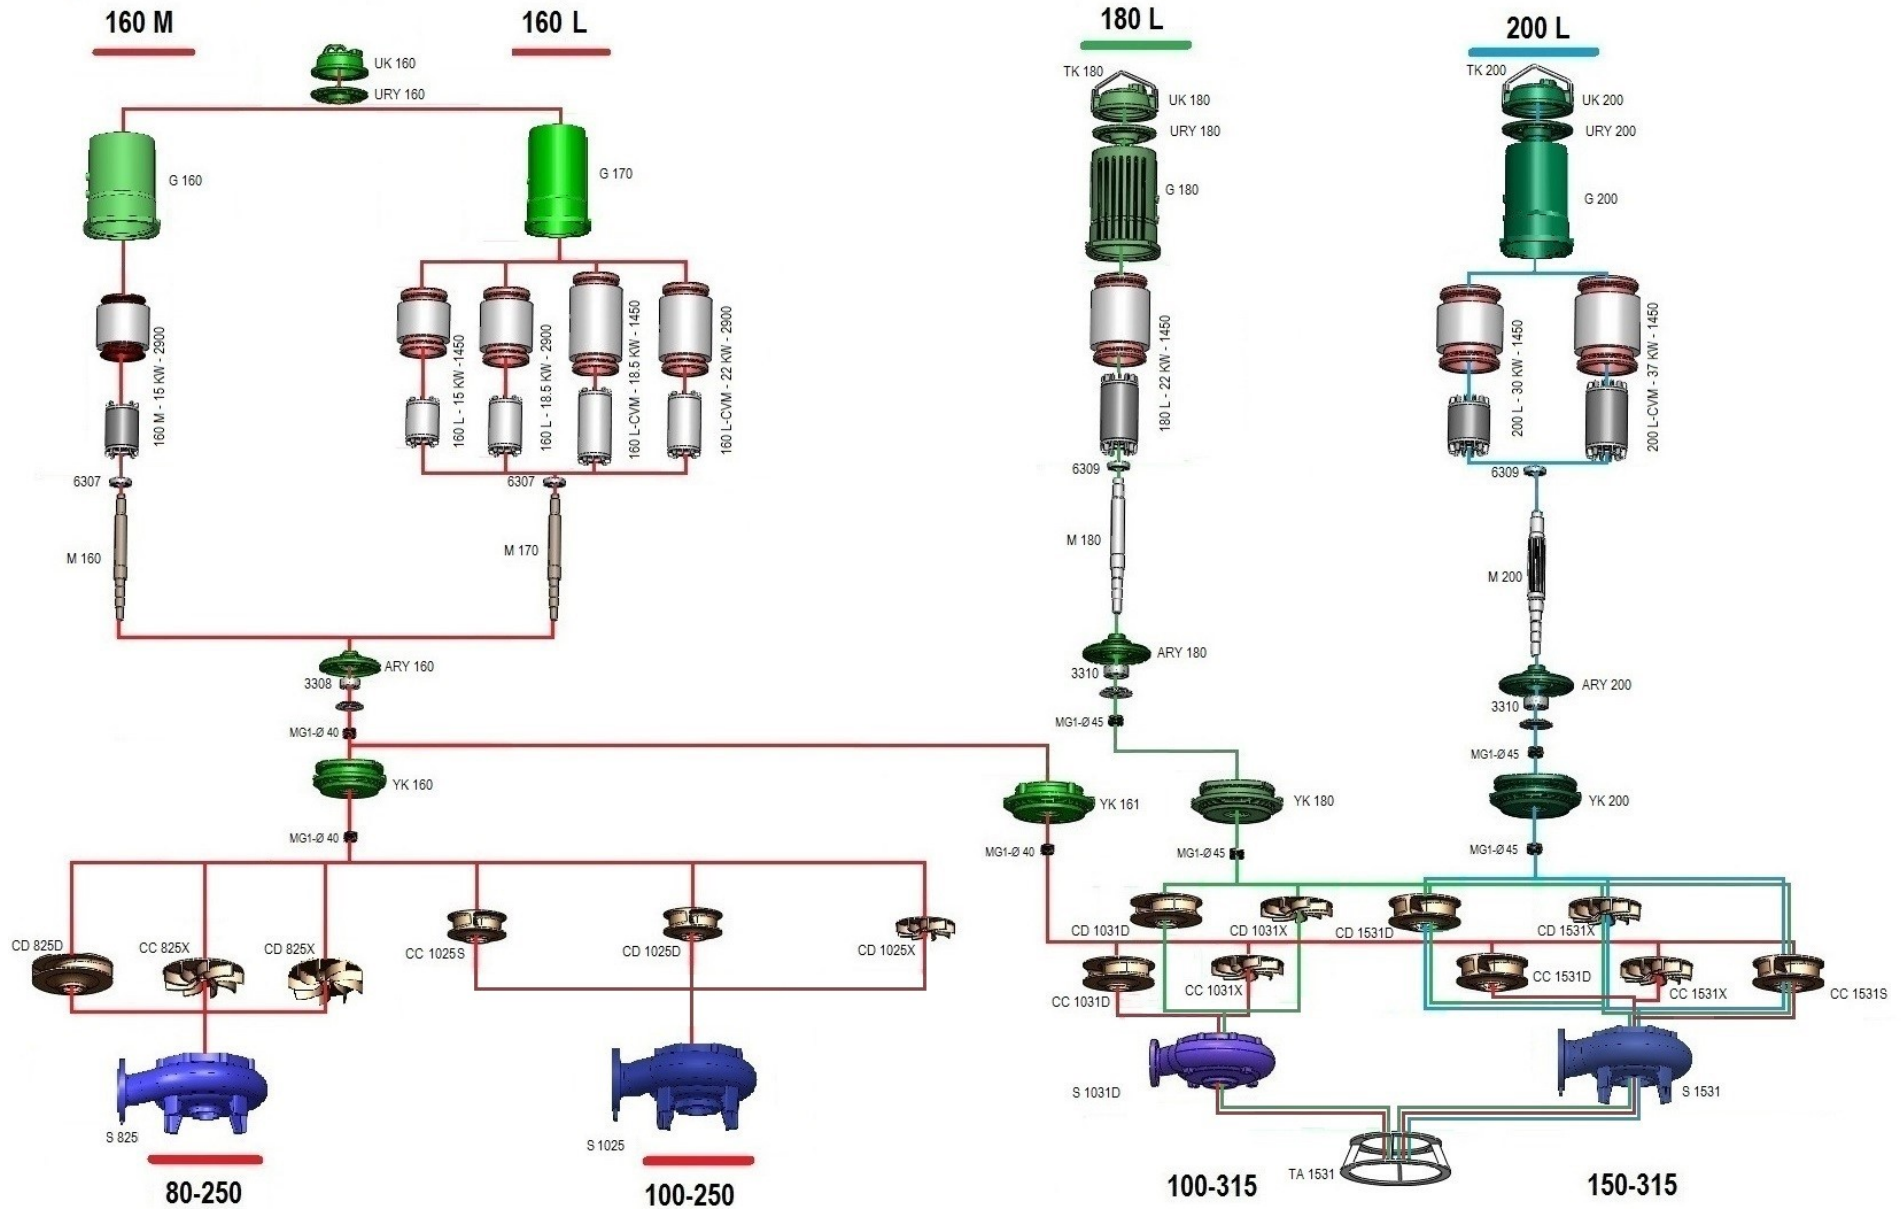 160 M
160 L
180 L
200 L
UK 160
URY 160
TK 180
UK 180
URY 180
TK 200
UK 200
URY 200
G 160
G 170
G 180
G 200
160 M - 15 KW - 2900
160 L - 15 KW -1450
160 L - 18.5 KW - 2900
160 L-CVM - 18.5 KW - 1450
160 L-CVM - 22 KW - 2900
180 L - 22 KW - 1450
200 L - 30 KW -1450
200 L-CVM - 37 KW - 1450
6307
6307
6309
6309
M 160
M 170
M 180
M 200
ARY 160
3308
MG1-Ø 40
ARY 180
3310
MG1-Ø 45
ARY 200
3310
MG1-Ø 45
YK 160
YK 161
YK 180
YK 200
MG1-Ø 40
MG1-Ø 40
MG1-Ø 45
MG1-Ø 45
CD 825D
CC 825X
CD 825X
CC 1025S
CD 1025D
CD 1025X
CD 1031D
CD 1031X
CD 1531D
CD 1531X
CC 1031D
CC 1031X
CC 1531D
CC 1531X
CC 1531S
S 825
S 1025
S 1031D
S 1531
TA 1531
80-250
100-250
100-315
150-315